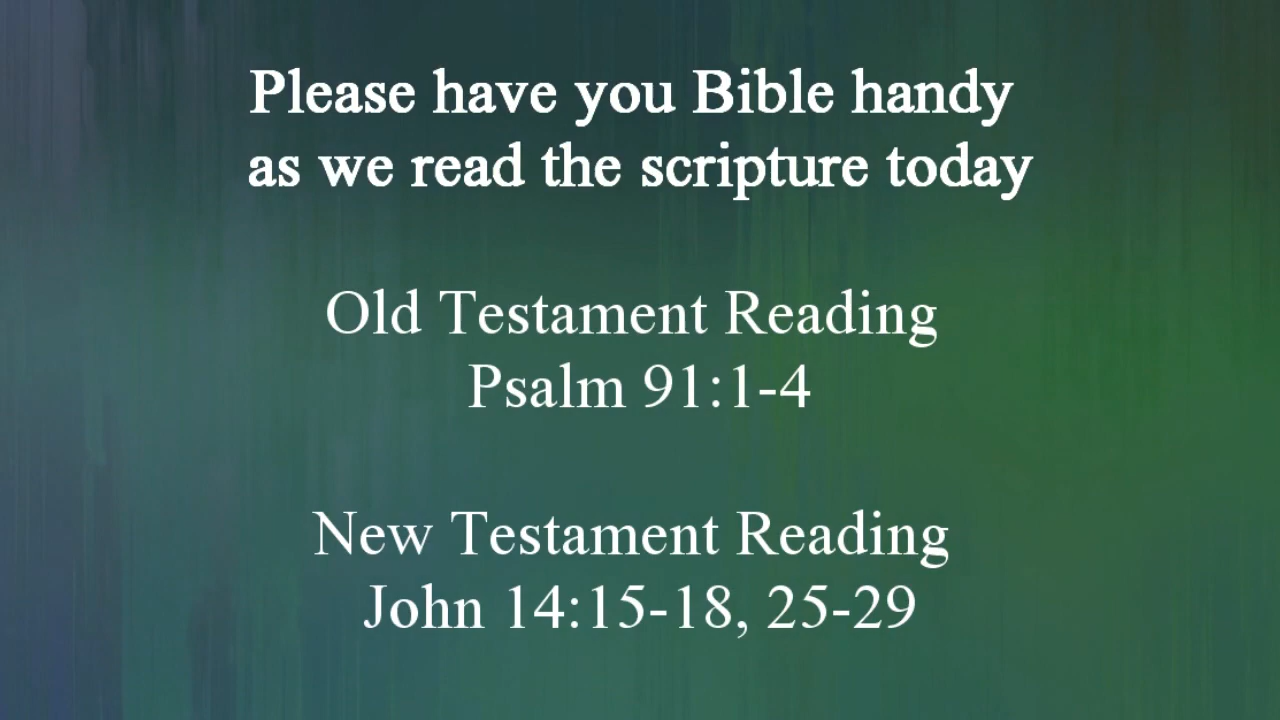 Please have you Bible handy
as we read the scripture today
Old Testament Reading
Psalm 91:1-4
New Testament Reading
John 14:15-18, 25-29